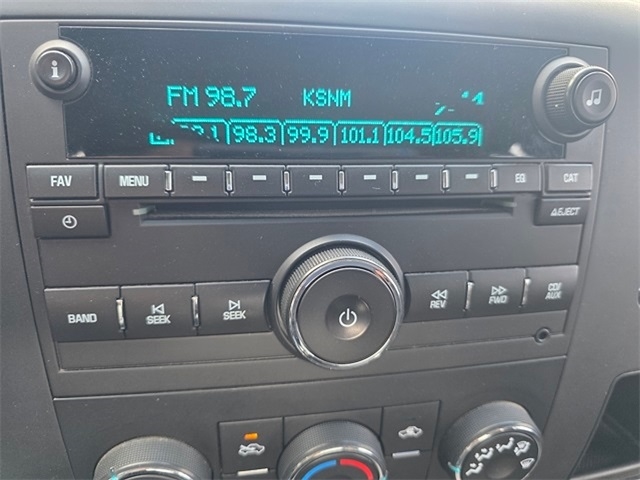 i
FM 98.7 KSNM
98.3 99.9 101.1 104.5 105.9
FAV MENU EQ CAT
EJECT
BAND SEEK SEEK REV FWD CD/AUX